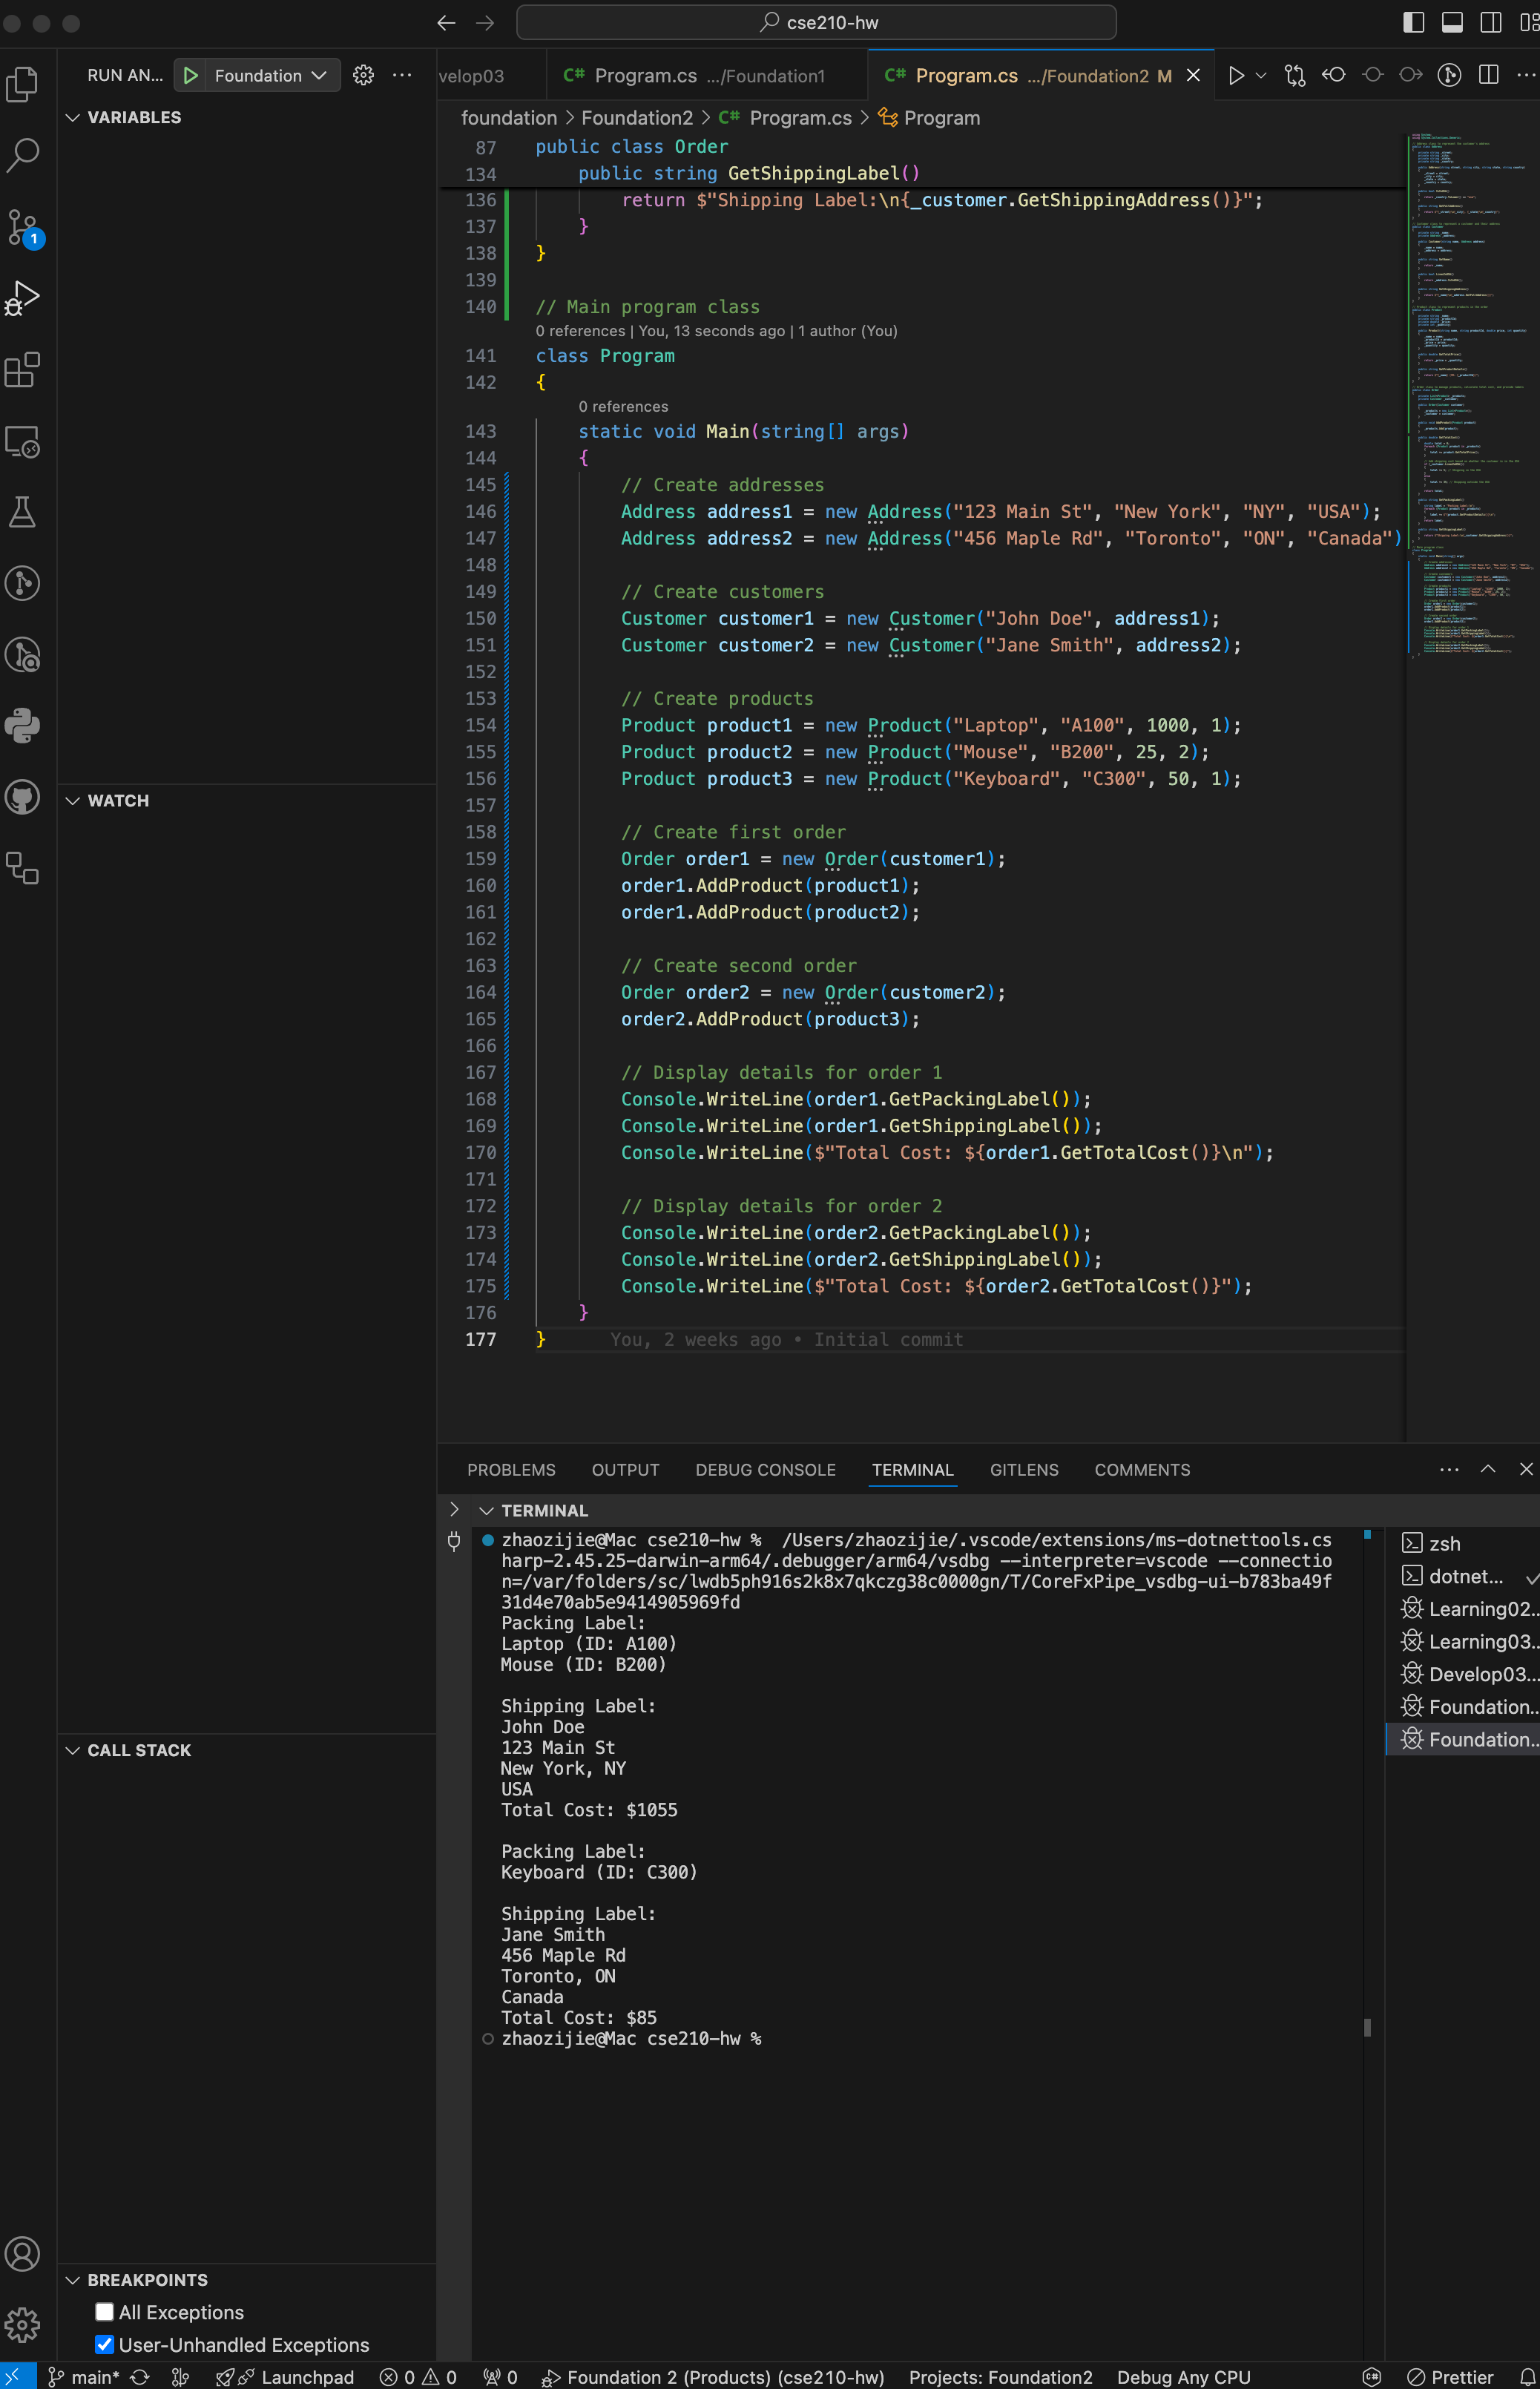 cse210-hw
RUN AN...
Foundation
velop03
C# Program.cs .../Foundation1
C# Program.cs .../Foundation2 M
VARIABLES
foundation > Foundation2 > C# Program.cs > Program
87 public class Order
134 public string GetShippingLabel()
136 return $"Shipping Label:\n{_customer.GetShippingAddress()}";
137 }
138 }
139
140 // Main program class
0 references | You, 13 seconds ago | 1 author (You)
141 class Program
142 {
0 references
143 static void Main(string[] args)
144 {
145 // Create addresses
146 Address address1 = new Address("123 Main St", "New York", "NY", "USA");
147 Address address2 = new Address("456 Maple Rd", "Toronto", "ON", "Canada")
148
149 // Create customers
150 Customer customer1 = new Customer("John Doe", address1);
151 Customer customer2 = new Customer("Jane Smith", address2);
152
153 // Create products
154 Product product1 = new Product("Laptop", "A100", 1000, 1);
155 Product product2 = new Product("Mouse", "B200", 25, 2);
156 Product product3 = new Product("Keyboard", "C300", 50, 1);
157
158 // Create first order
159 Order order1 = new Order(customer1);
160 order1.AddProduct(product1);
161 order1.AddProduct(product2);
162
163 // Create second order
164 Order order2 = new Order(customer2);
165 order2.AddProduct(product3);
166
167 // Display details for order 1
168 Console.WriteLine(order1.GetPackingLabel());
169 Console.WriteLine(order1.GetShippingLabel());
170 Console.WriteLine($"Total Cost: ${order1.GetTotalCost()}\n");
171
172 // Display details for order 2
173 Console.WriteLine(order2.GetPackingLabel());
174 Console.WriteLine(order2.GetShippingLabel());
175 Console.WriteLine($"Total Cost: ${order2.GetTotalCost()}");
176 }
177 } You, 2 weeks ago • Initial commit
1
WATCH
CALL STACK
BREAKPOINTS
All Exceptions
User-Unhandled Exceptions
PROBLEMS OUTPUT DEBUG CONSOLE TERMINAL GITLENS COMMENTS
TERMINAL
zhaozijie@Mac cse210-hw % /Users/zhaozijie/.vscode/extensions/ms-dotnettools.cs
harp-2.45.25-darwin-arm64/.debugger/arm64/vsdbg --interpreter=vscode --connectio
n=/var/folders/sc/lwdb5ph916s2k8x7qkczg38c0000gn/T/CoreFxPipe_vsdbg-ui-b783ba49f
31d4e70ab5e9414905969fd
Packing Label:
Laptop (ID: A100)
Mouse (ID: B200)
Shipping Label:
John Doe
123 Main St
New York, NY
USA
Total Cost: $1055
Packing Label:
Keyboard (ID: C300)
Shipping Label:
Jane Smith
456 Maple Rd
Toronto, ON
Canada
Total Cost: $85
zhaozijie@Mac cse210-hw %
zsh
dotnet...
Learning02...
Learning03...
Develop03...
Foundation...
Foundation...
main* Launchpad 0 0 0 Foundation 2 (Products) (cse210-hw) Projects: Foundation2 Debug Any CPU Prettier